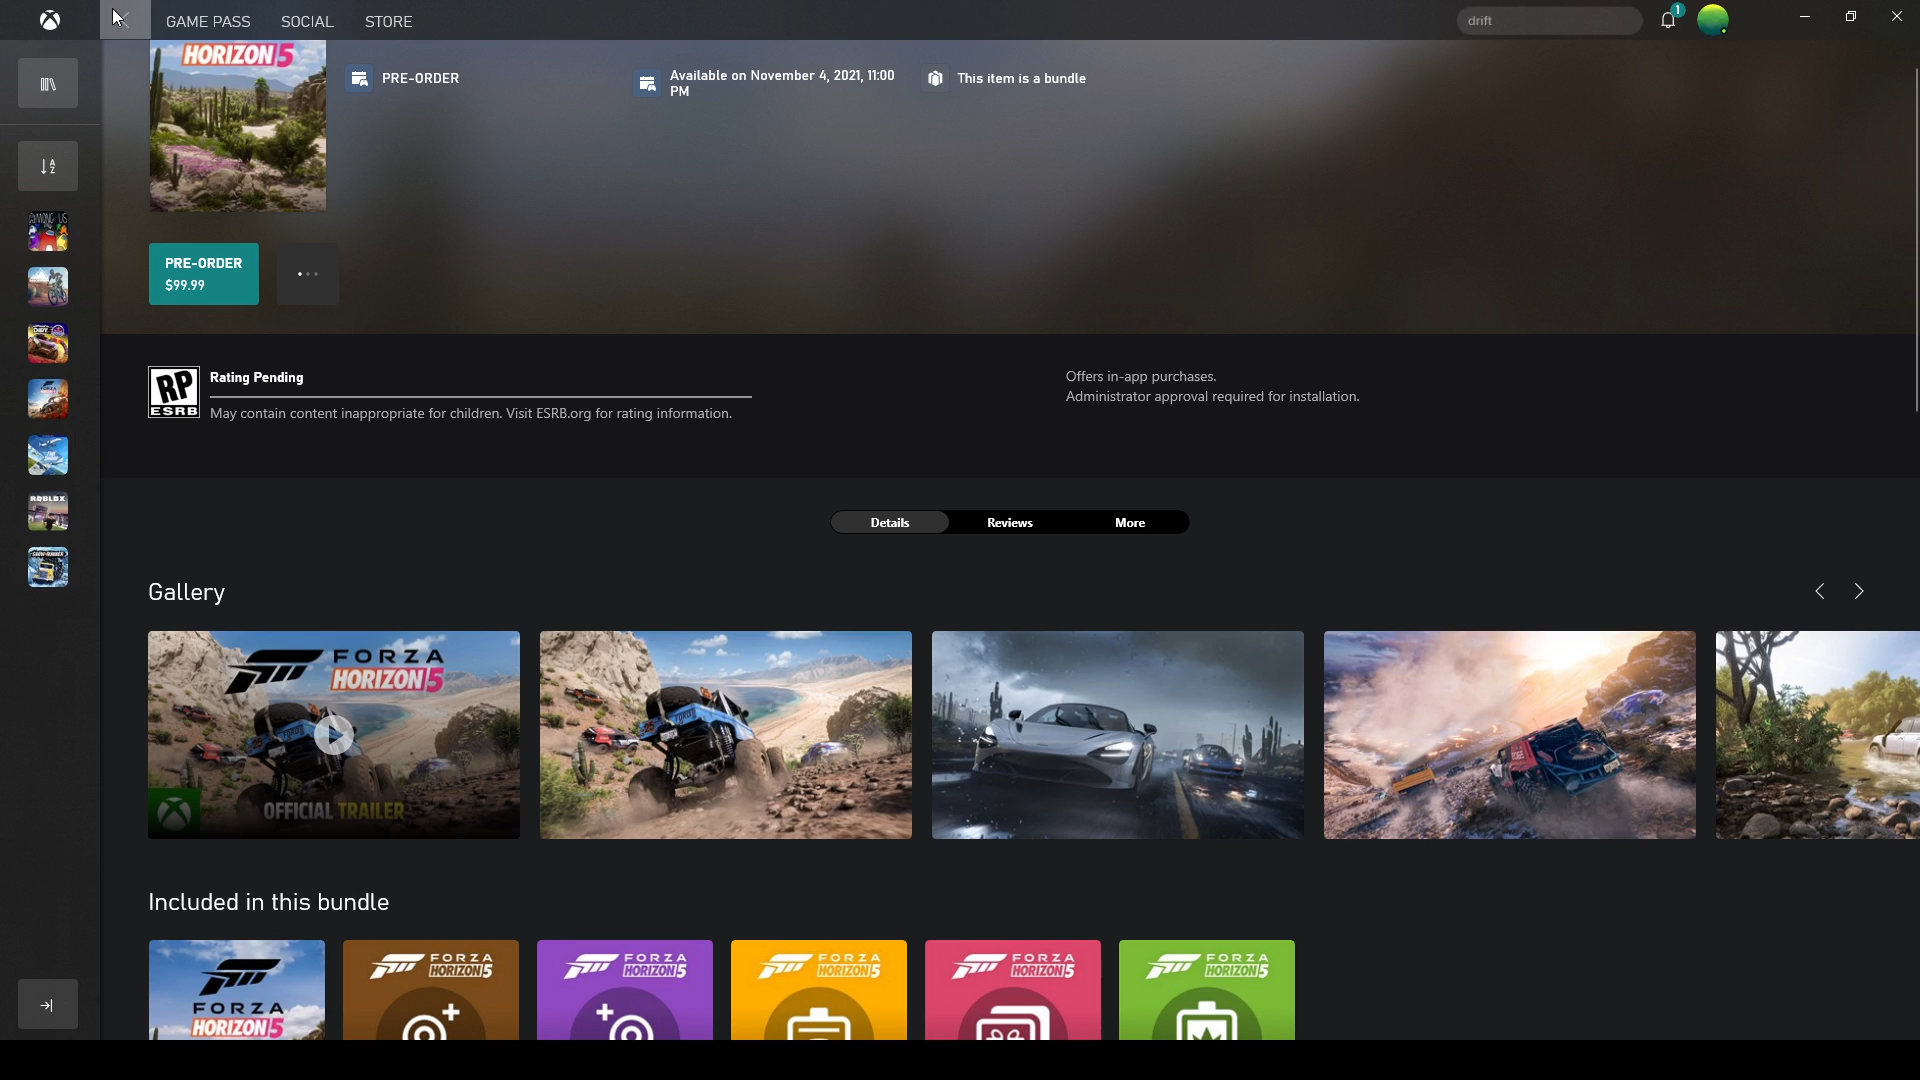 GAME PASS
SOCIAL
STORE
drift
1
HORIZON 5
PRE-ORDER
Available on November 4, 2021, 11:00
PM
This item is a bundle
A
Z
AMONG US
PRE-ORDER
$99.99
RP
ESRB
Rating Pending
May contain content inappropriate for children. Visit ESRB.org for rating information.
Offers in-app purchases.
Administrator approval required for installation.
ROBLOX
Details
Reviews
More
Gallery
FORZA
HORIZON 5
OFFICIAL TRAILER
Included in this bundle
FORZA
HORIZON 5
FORZA
HORIZON 5
FORZA
HORIZON 5
FORZA
HORIZON 5
FORZA
HORIZON 5
FORZA
HORIZON 5